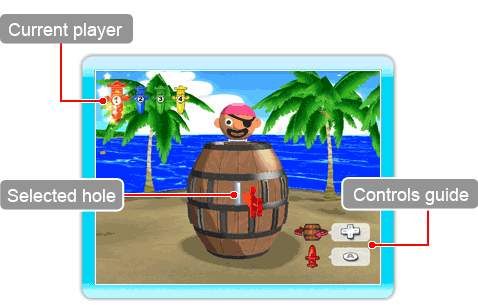 Current player
1 2 3 4
Selected hole
Controls guide
A